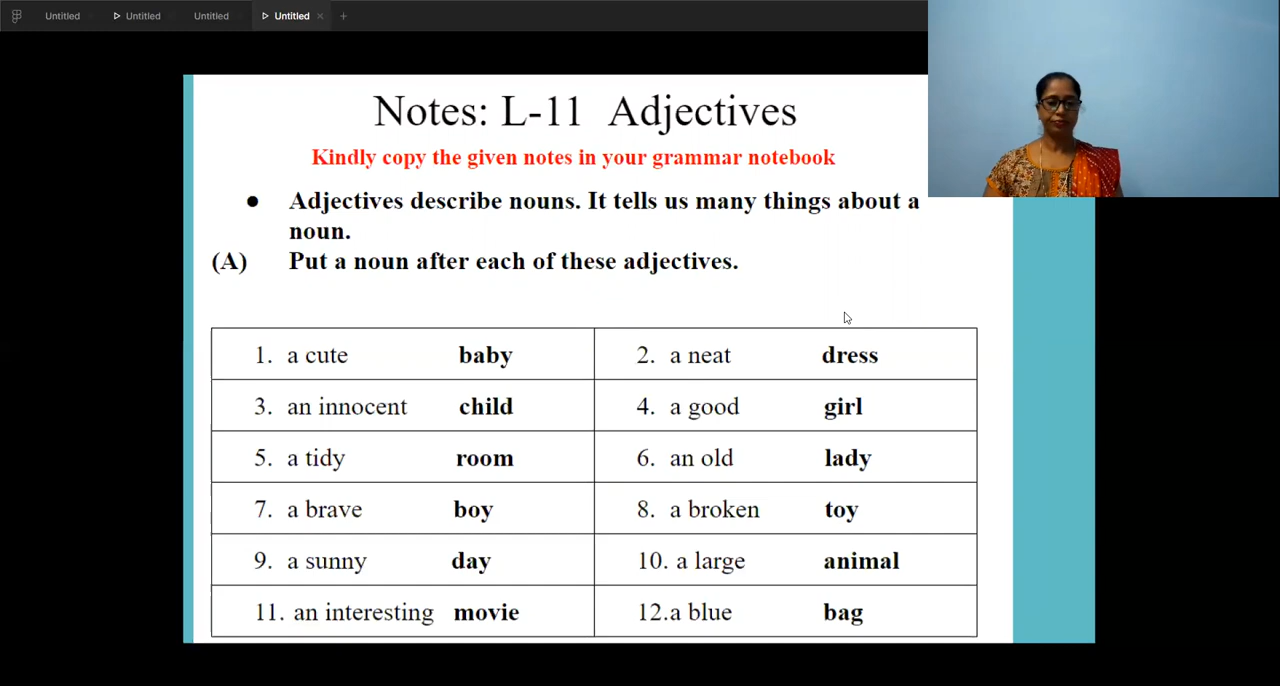 Untitled Untitled Untitled Untitled
Notes: L-11 Adjectives
Kindly copy the given notes in your grammar notebook
● Adjectives describe nouns. It tells us many things about a
noun.
(A) Put a noun after each of these adjectives.
1. a cute baby 2. a neat dress
3. an innocent child 4. a good girl
5. a tidy room 6. an old lady
7. a brave boy 8. a broken toy
9. a sunny day 10. a large animal
11. an interesting movie 12.a blue bag